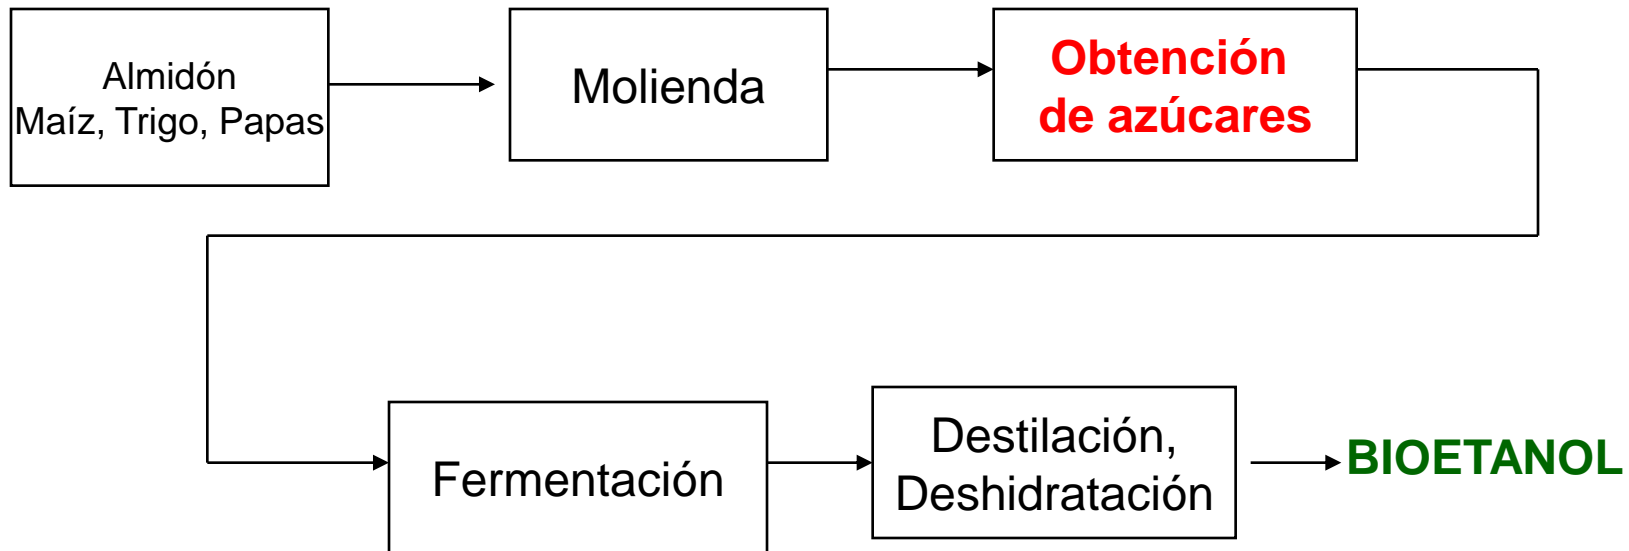 Almidón
Maíz, Trigo, Papas
Molienda
Obtención
de azúcares
Fermentación
Destilación,
Deshidratación
BIOETANOL